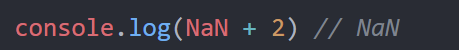 console.log(NaN + 2) // NaN